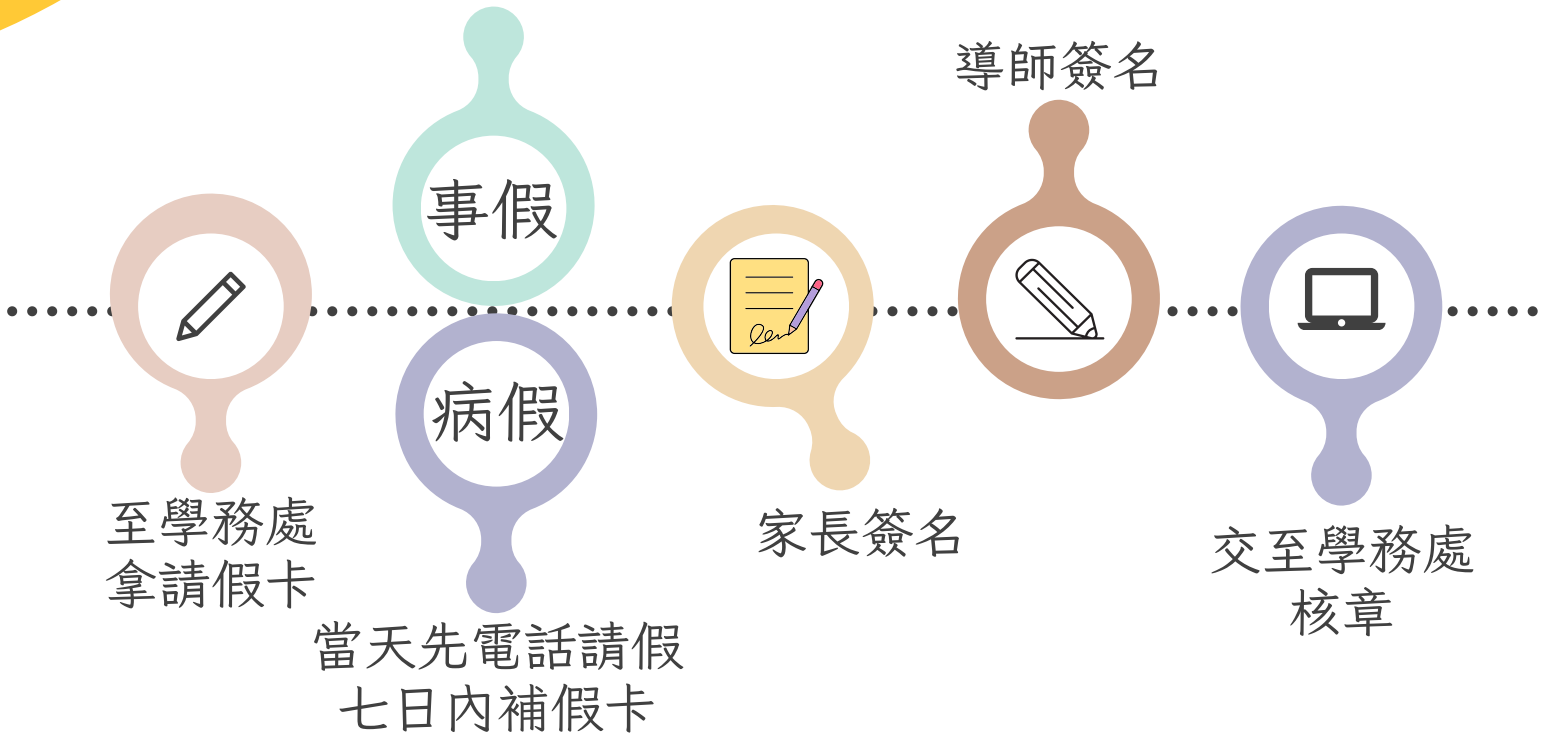 至學務處
拿請假卡
事假
病假
當天先電話請假
七日內補假卡
家長簽名
導師簽名
交至學務處
核章